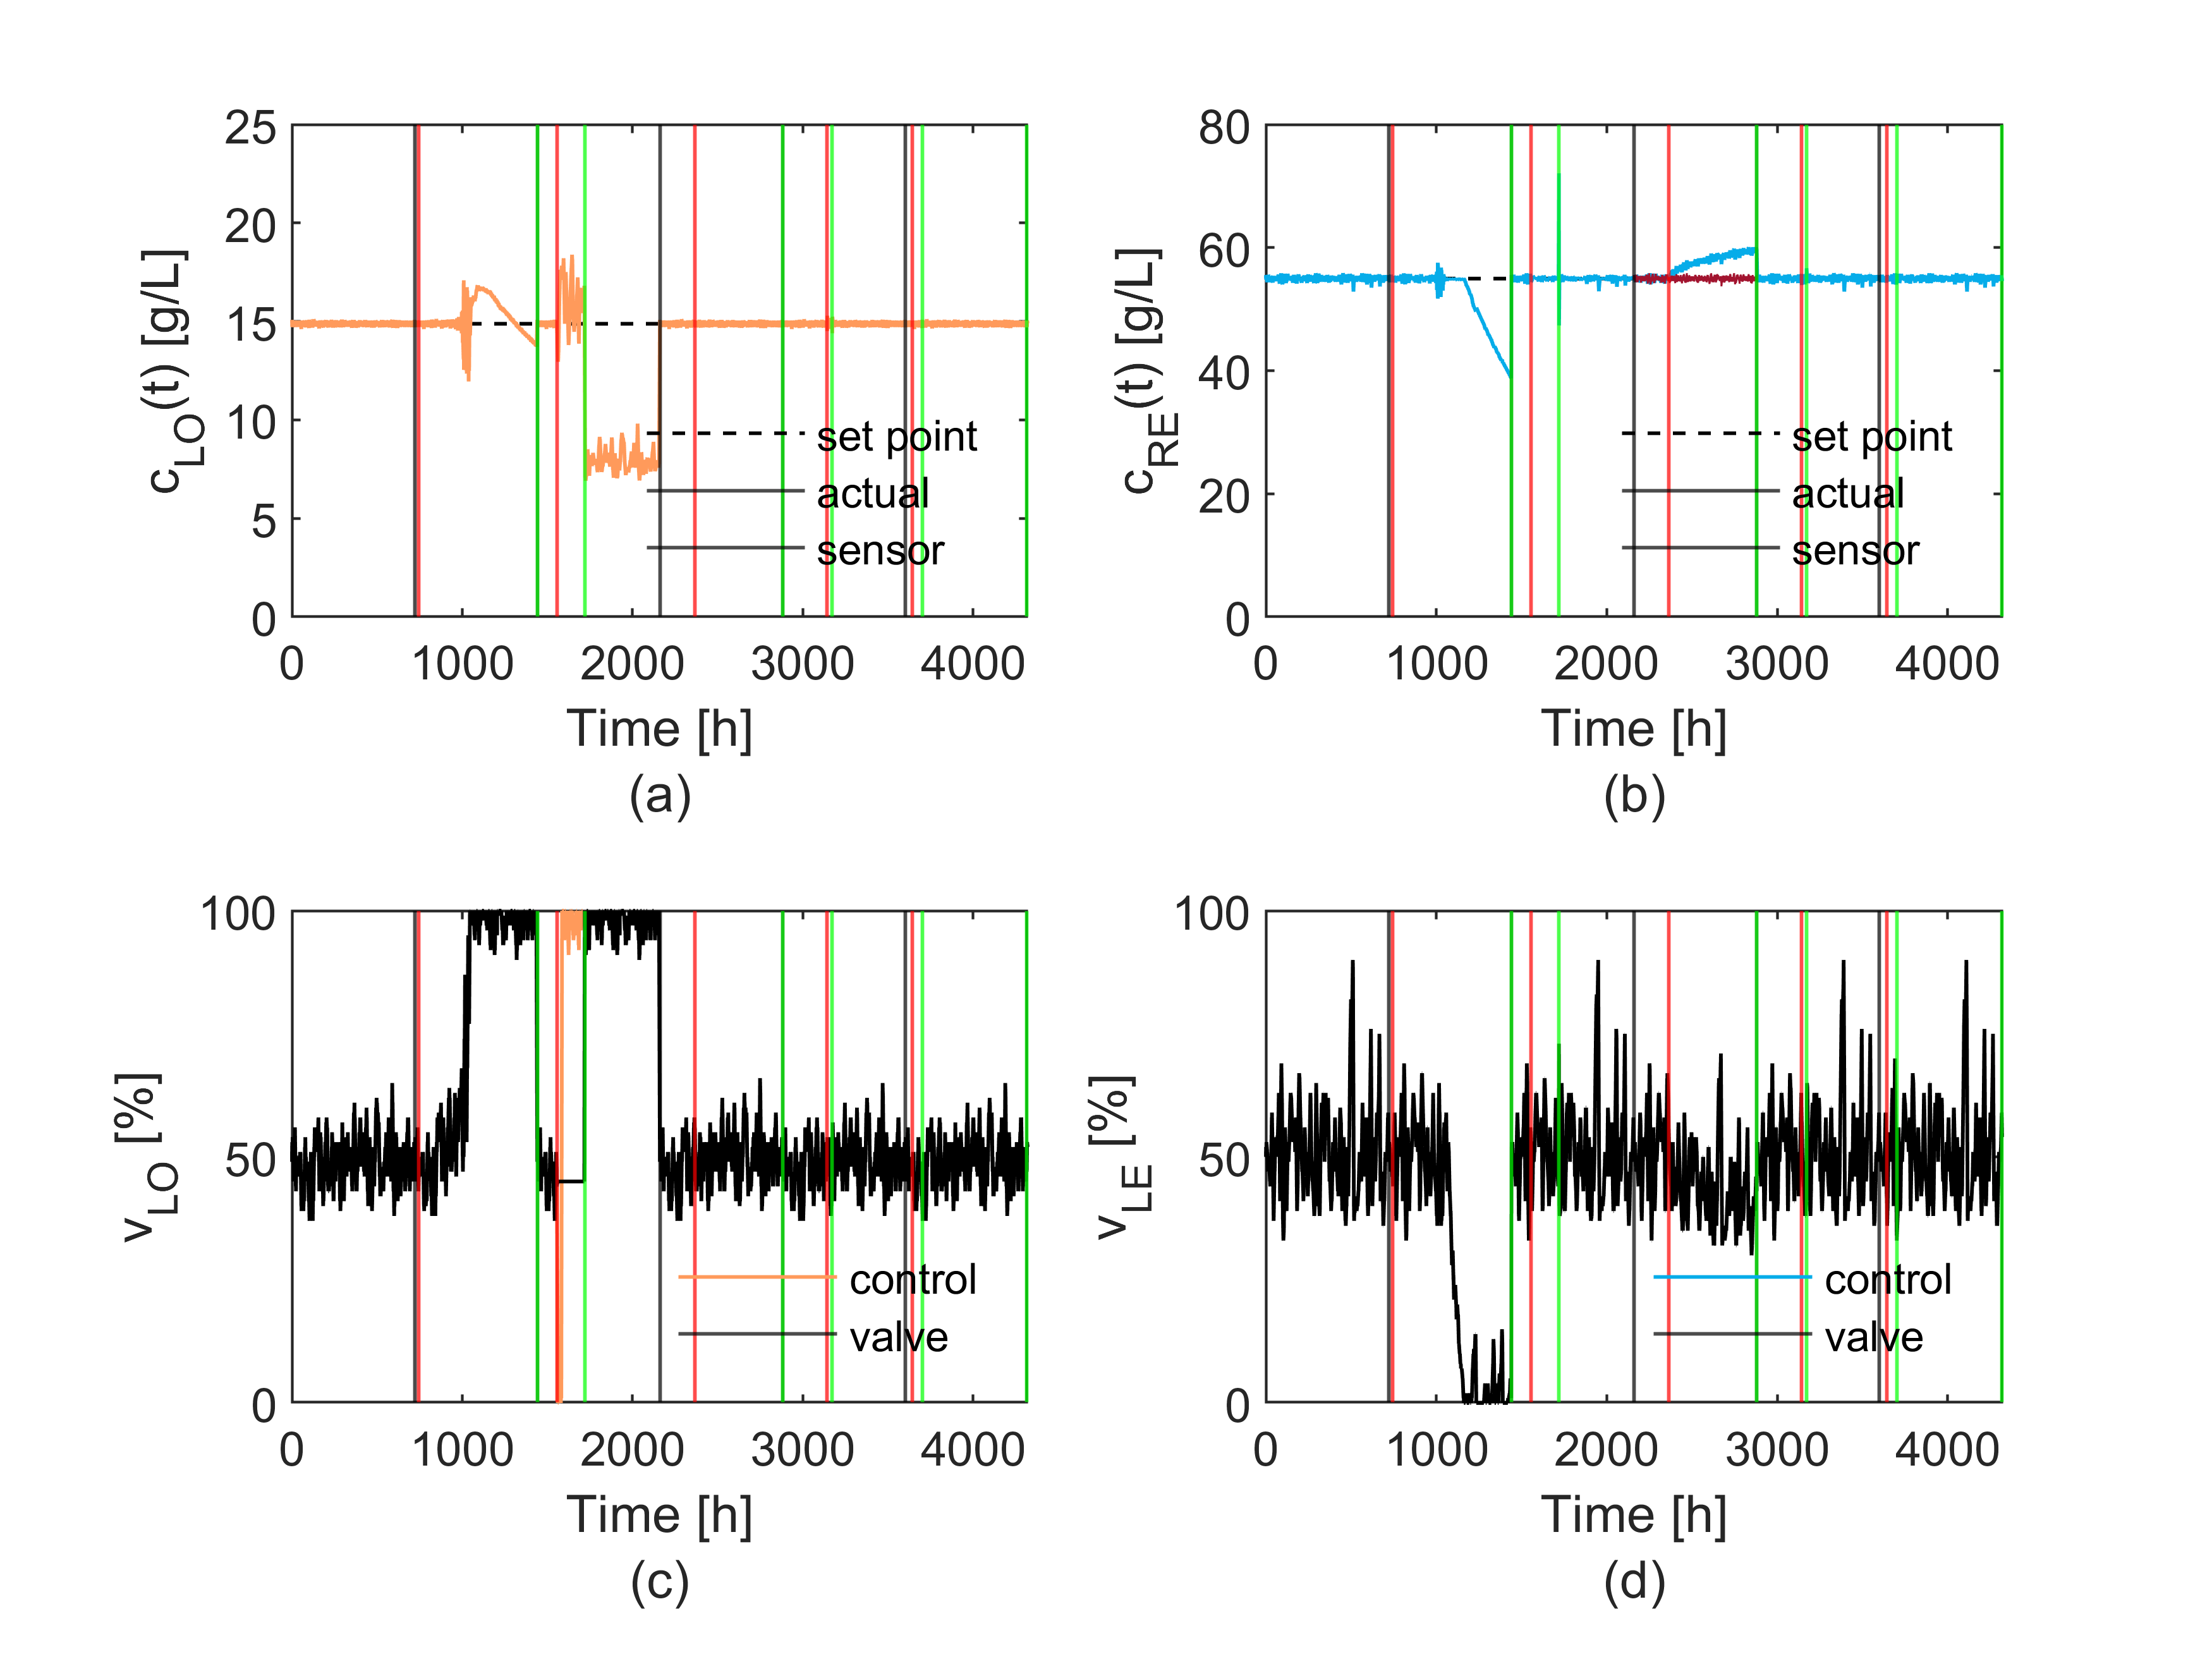 25
20
15
10
5
0
c_LO(t) [g/L]
set point
actual
sensor
0 1000 2000 3000 4000
Time [h]
(a)
80
60
40
20
0
c_RE(t) [g/L]
set point
actual
sensor
0 1000 2000 3000 4000
Time [h]
(b)
100
50
0
v_LO [%]
control
valve
0 1000 2000 3000 4000
Time [h]
(c)
100
50
0
v_LE [%]
control
valve
0 1000 2000 3000 4000
Time [h]
(d)